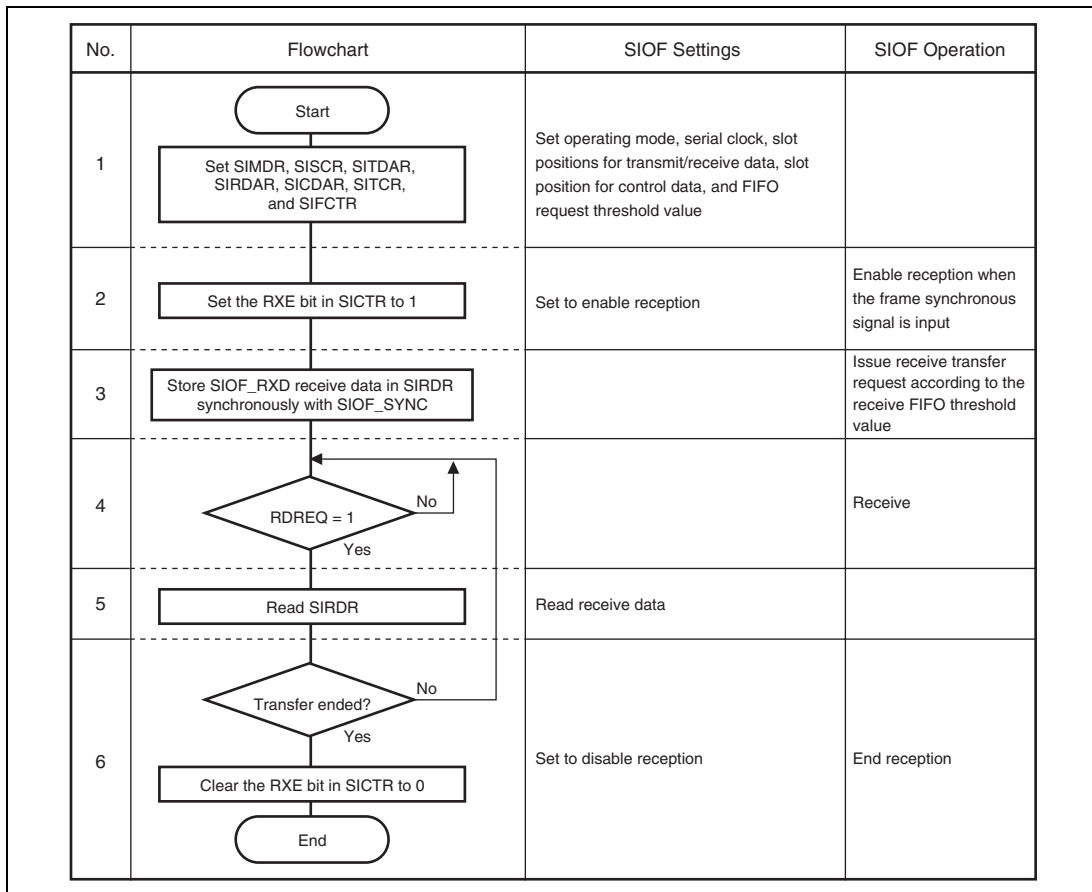 No.
Flowchart
SIOF Settings
SIOF Operation
1
Start
Set SIMDR, SISCR, SITDAR,
SIRDAR, SICDAR, SITCR,
and SIFCTR
Set operating mode, serial clock, slot
positions for transmit/receive data, slot
position for control data, and FIFO
request threshold value
2
Set the RXE bit in SICTR to 1
Set to enable reception
Enable reception when
the frame synchronous
signal is input
3
Store SIOF_RXD receive data in SIRDR
synchronously with SIOF_SYNC
Issue receive transfer
request according to the
receive FIFO threshold
value
4
RDREQ = 1
No
Yes
Receive
5
Read SIRDR
Read receive data
6
Transfer ended?
No
Yes
Clear the RXE bit in SICTR to 0
End
Set to disable reception
End reception